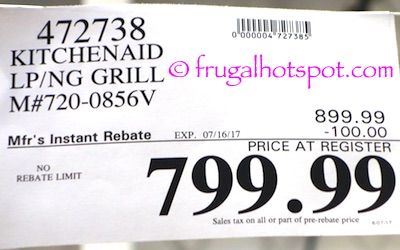 472738
KITCHENAID
LP/NG GRILL
M#720-0856V
0000004727385
© frugalhotspot.com
899.99
-100.00
Mfr's Instant Rebate EXP. 07/16/17
PRICE AT REGISTER
NO
REBATE LIMIT
799.99
Sales tax on all or part of pre-rebate price